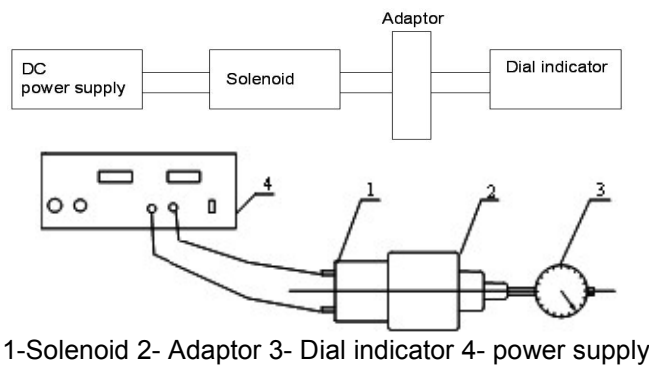 Adaptor
DC
power supply
Solenoid
Dial indicator
4
1
2
3
1-Solenoid 2- Adaptor 3- Dial indicator 4- power supply